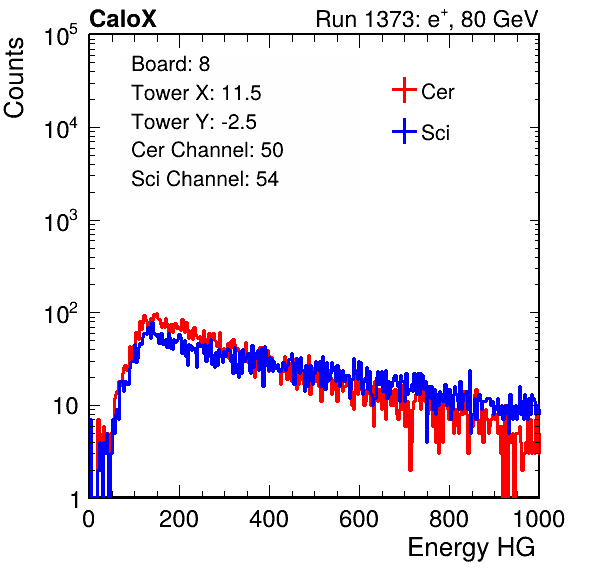 CaloX Run 1373: e⁺, 80 GeV
Counts
Board: 8
Tower X: 11.5
Tower Y: -2.5
Cer Channel: 50
Sci Channel: 54
Cer
Sci
10⁵
10⁴
10³
10²
10
1
0 200 400 600 800 1000
Energy HG